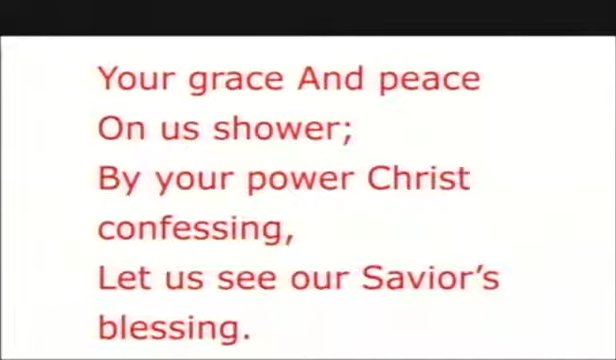 Your grace And peace
On us shower;
By your power Christ
confessing,
Let us see our Savior’s
blessing.